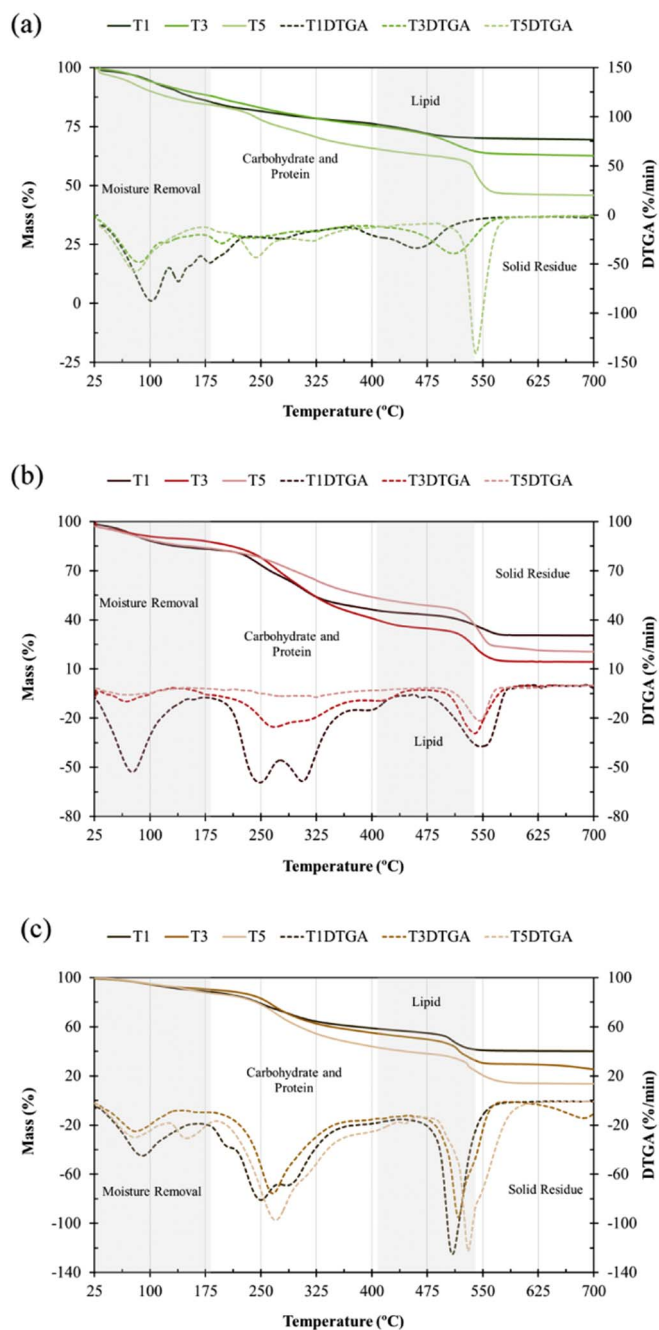 (a)
T1 T3 T5 T1DTGA T3DTGA T5DTGA
100 150
Lipid
75 100
Carbohydrate and
Protein
50 50
Moisture Removal
25 0
Solid Residue
0 -50
-100
-25 -150
25 100 175 250 325 400 475 550 625 700
Mass (%)
DTGA (%/min)
Temperature (ºC)
(b)
T1 T3 T5 T1DTGA T3DTGA T5DTGA
100 100
Solid Residue
70 80
Moisture Removal
60
40 40
Carbohydrate and
Protein
10 20
0
-20 -20
Lipid
-40
-50 -60
-80 -80
25 100 175 250 325 400 475 550 625 700
Mass (%)
DTGA (%/min)
Temperature (ºC)
(c)
T1 T3 T5 T1DTGA T3DTGA T5DTGA
100 100
Lipid
60 60
Carbohydrate and
Protein
20 20
-20 -20
-60 -60
Moisture Removal
Solid Residue
-100 -100
-140 -140
25 100 175 250 325 400 475 550 625 700
Mass (%)
DTGA (%/min)
Temperature (ºC)